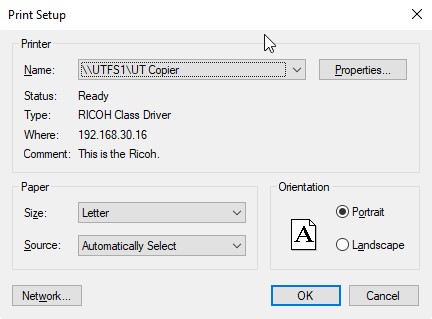 Print Setup
Printer
Name: \\UTFS1\UT Copier Properties...
Status: Ready
Type: RICOH Class Driver
Where: 192.168.30.16
Comment: This is the Ricoh.
Paper
Size: Letter
Source: Automatically Select
Orientation
A
Portrait
Landscape
Network... OK Cancel